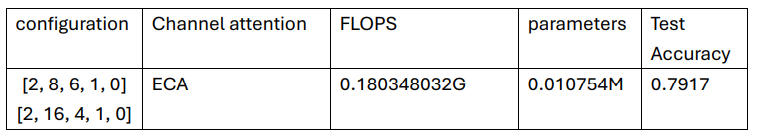 configuration Channel attention FLOPS parameters Test
Accuracy
[2, 8, 6, 1, 0] ECA 0.180348032G 0.010754M 0.7917
[2, 16, 4, 1, 0]